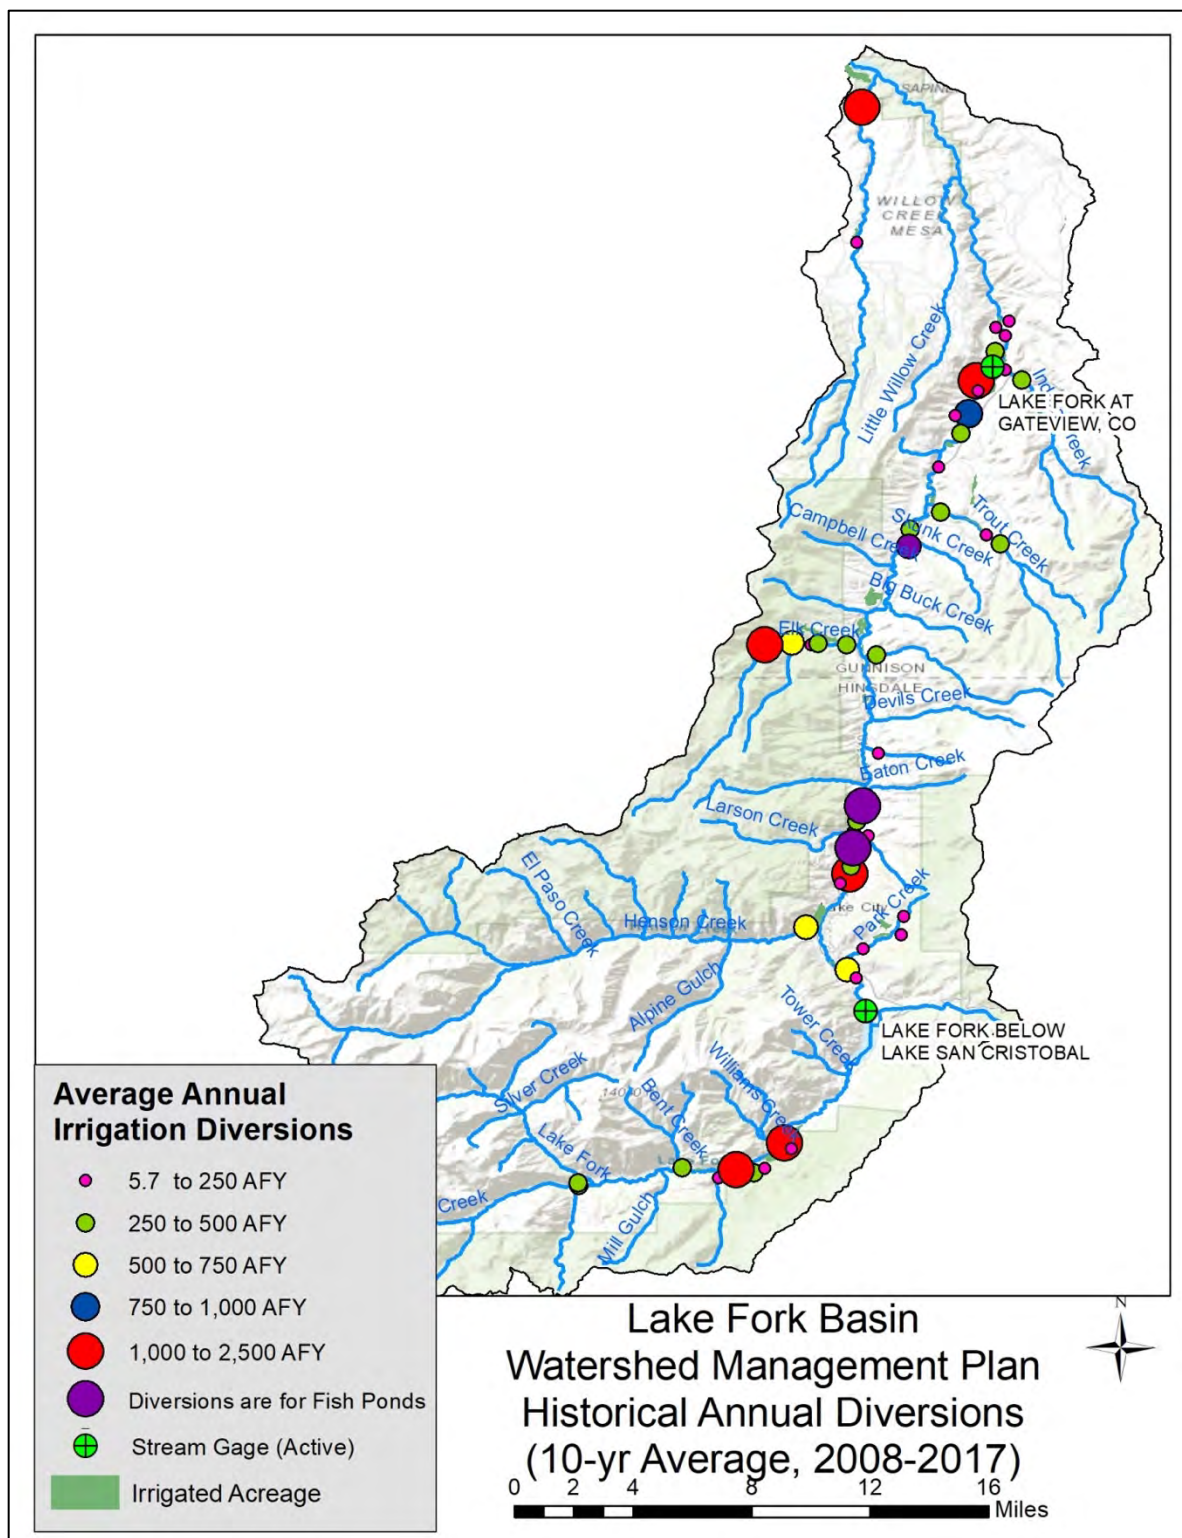 SAPINE
WILLOW
CREEK
MESA
Little Willow Creek
LAKE FORK AT
GATEVIEW, CO
Creek
Trout Creek
Skunk Creek
Campbell Creek
Big Buck Creek
Elk Creek
GUNNISON
HINSDALE
Devils Creek
Eaton Creek
Larson Creek
El Paso Creek
Henson Creek
Lake City
Park Creek
Alpine Gulch
Tower Creek
LAKE FORK BELOW
LAKE SAN CRISTOBAL
Williams Creek
Silver Creek
Bent Creek
Lake Fork
Creek
Mill Gulch
Average Annual
Irrigation Diversions
5.7 to 250 AFY
250 to 500 AFY
500 to 750 AFY
750 to 1,000 AFY
1,000 to 2,500 AFY
Diversions are for Fish Ponds
Stream Gage (Active)
Irrigated Acreage
Lake Fork Basin
Watershed Management Plan
Historical Annual Diversions
(10-yr Average, 2008-2017)
N
0 2 4 8 12 16
Miles